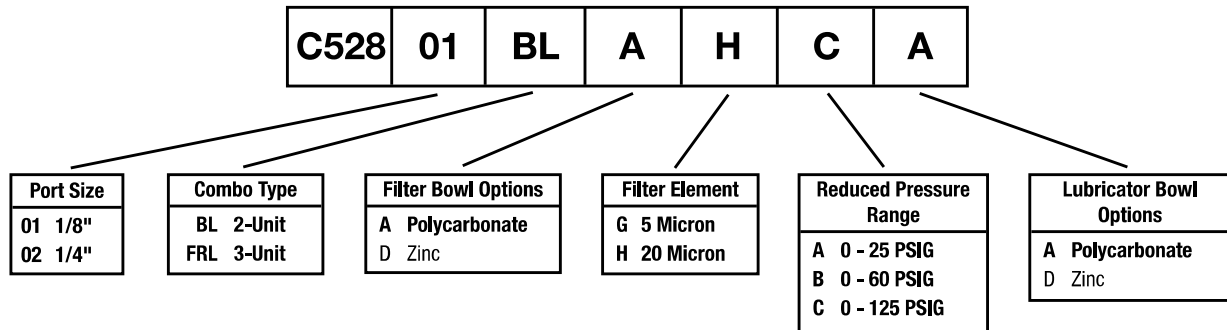 C528 01 BL A H C A
Port Size
01 1/8"
02 1/4"
Combo Type
BL 2-Unit
FRL 3-Unit
Filter Bowl Options
A Polycarbonate
D Zinc
Filter Element
G 5 Micron
H 20 Micron
Reduced Pressure
Range
A 0 - 25 PSIG
B 0 - 60 PSIG
C 0 - 125 PSIG
Lubricator Bowl
Options
A Polycarbonate
D Zinc